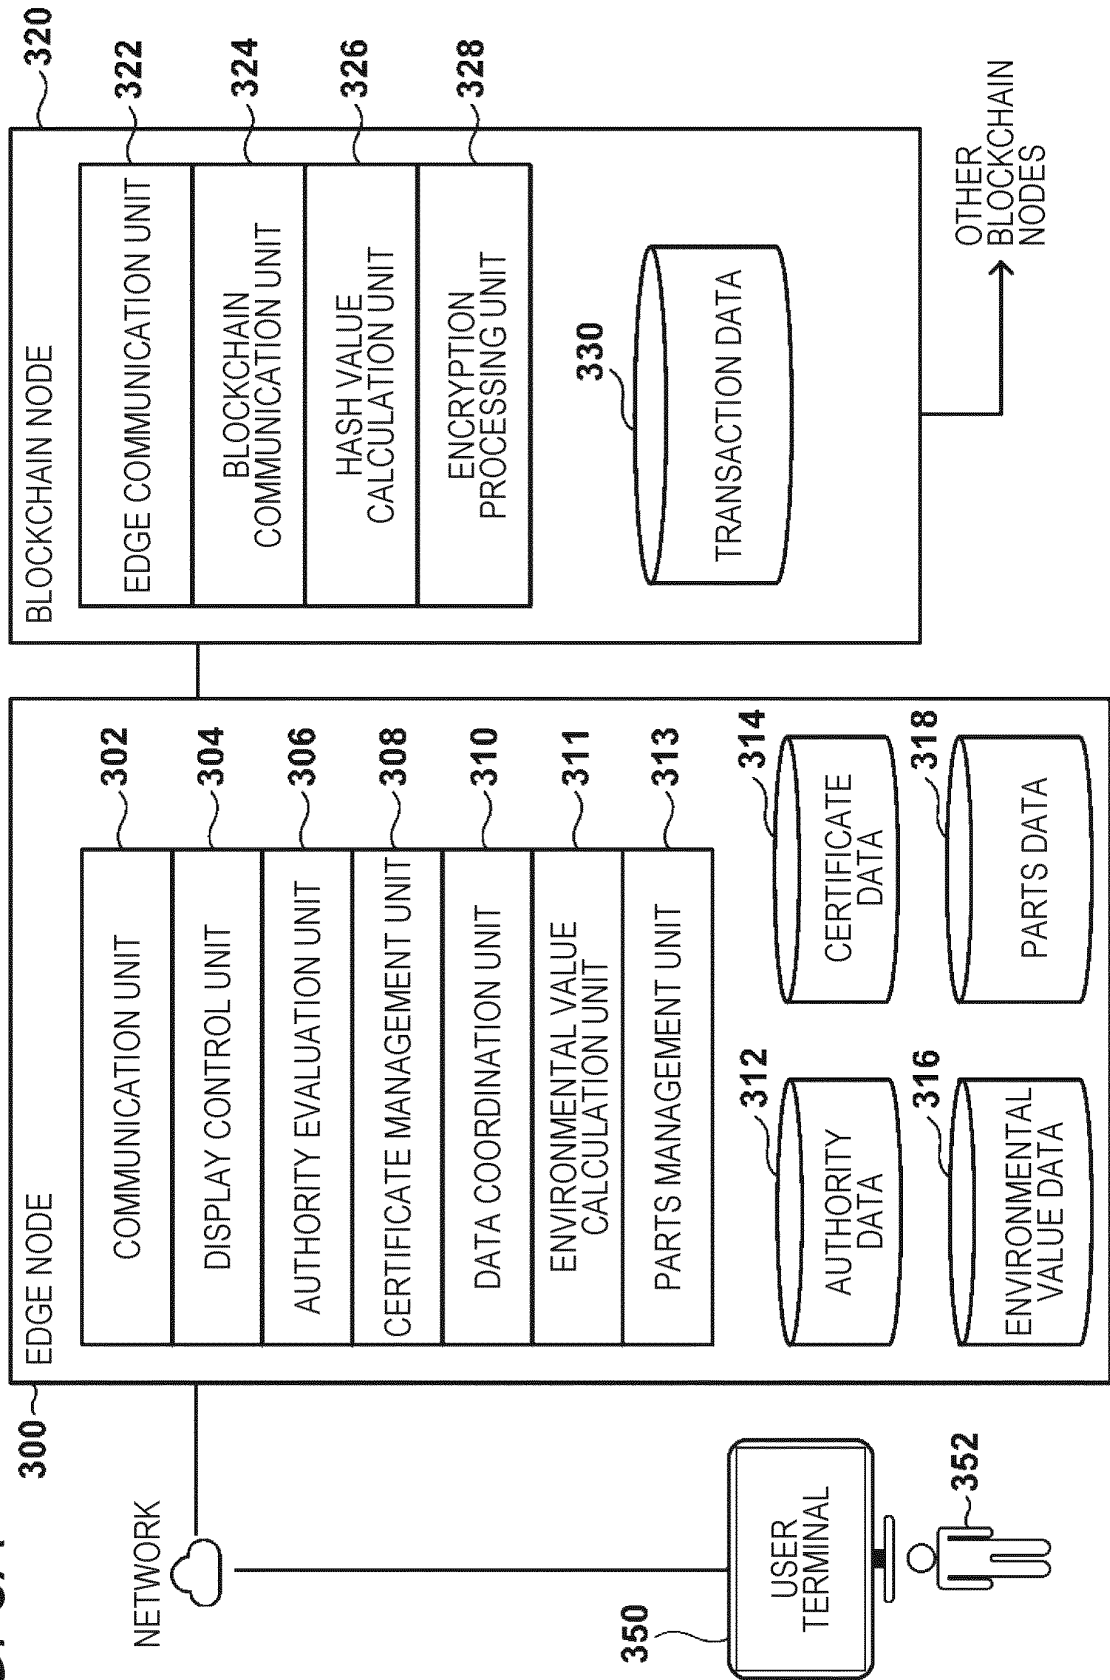 NETWORK
350
USER
TERMINAL
352
300
EDGE NODE
COMMUNICATION UNIT
302
DISPLAY CONTROL UNIT
304
AUTHORITY EVALUATION UNIT
306
CERTIFICATE MANAGEMENT UNIT
308
DATA COORDINATION UNIT
310
ENVIRONMENTAL VALUE
CALCULATION UNIT
311
PARTS MANAGEMENT UNIT
313
312
AUTHORITY
DATA
314
CERTIFICATE
DATA
316
ENVIRONMENTAL
VALUE DATA
318
PARTS DATA
BLOCKCHAIN NODE
320
EDGE COMMUNICATION UNIT
322
BLOCKCHAIN
COMMUNICATION UNIT
324
HASH VALUE
CALCULATION UNIT
326
ENCRYPTION
PROCESSING UNIT
328
330
TRANSACTION DATA
OTHER
BLOCKCHAIN
NODES